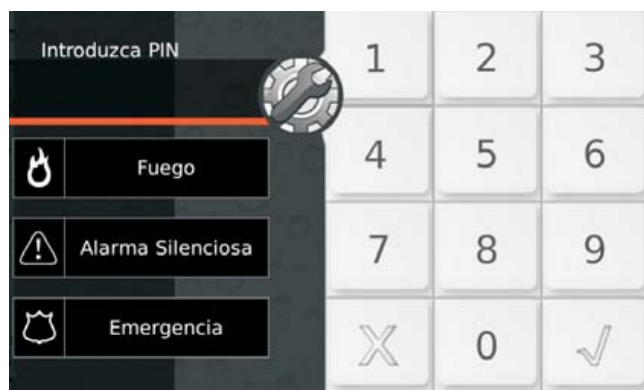 Introduzca PIN
Fuego
Alarma Silenciosa
Emergencia
1 2 3
4 5 6
7 8 9
X 0 √